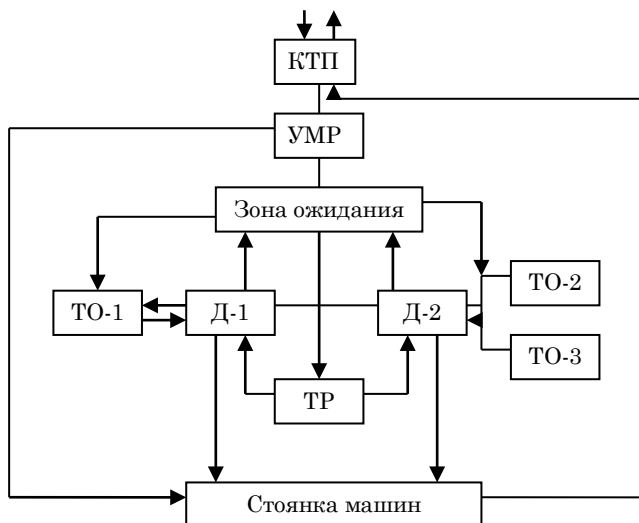 КТП
УМР
Зона ожидания
ТО-1
Д-1
Д-2
ТО-2
ТО-3
ТР
Стоянка машин